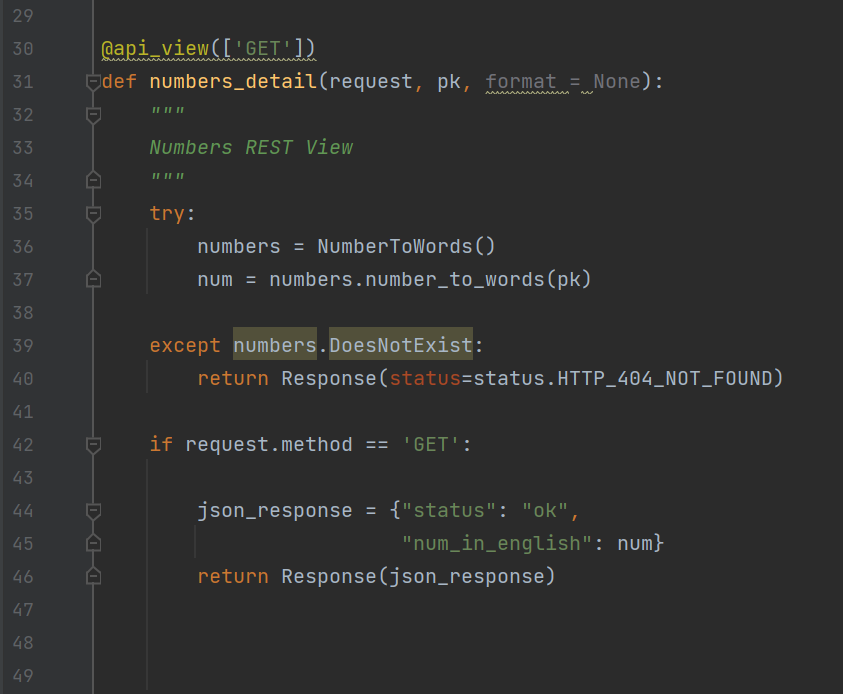 29
30 @api_view(['GET'])
31 def numbers_detail(request, pk, format = None):
32     """
33     Numbers REST View
34     """
35     try:
36         numbers = NumberToWords()
37         num = numbers.number_to_words(pk)
38
39     except numbers.DoesNotExist:
40         return Response(status=status.HTTP_404_NOT_FOUND)
41
42     if request.method == 'GET':
43
44         json_response = {"status": "ok",
45                          "num_in_english": num}
46         return Response(json_response)
47
48
49